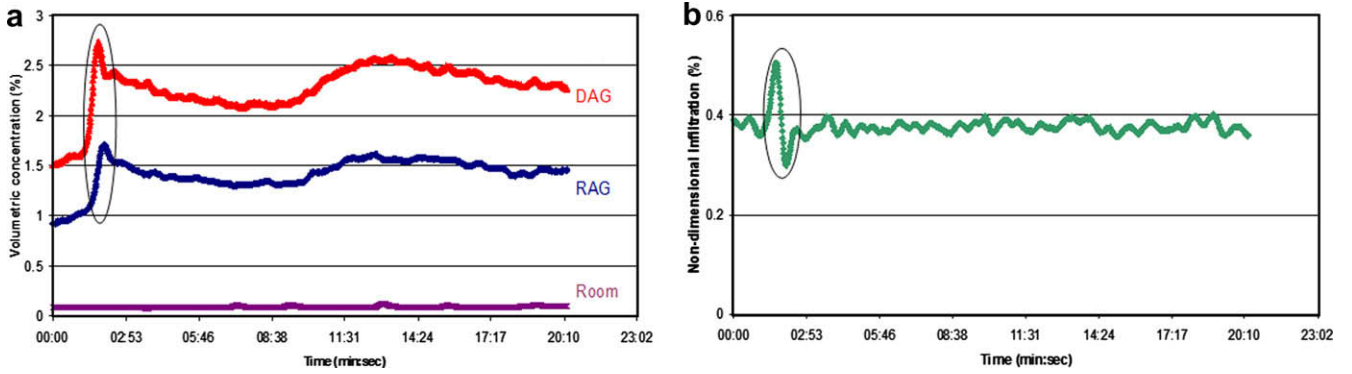 a
Volumetric concentration (%)
3
2.5
2
1.5
1
0.5
0
DAG
RAG
Room
00:00 02:53 05:46 08:38 11:31 14:24 17:17 20:10 23:02
Time (min:sec)
b
Non-dimensional Infiltration (%)
0.6
0.4
0.2
0
00:00 02:53 05:46 08:38 11:31 14:24 17:17 20:10 23:02
Time (min:sec)